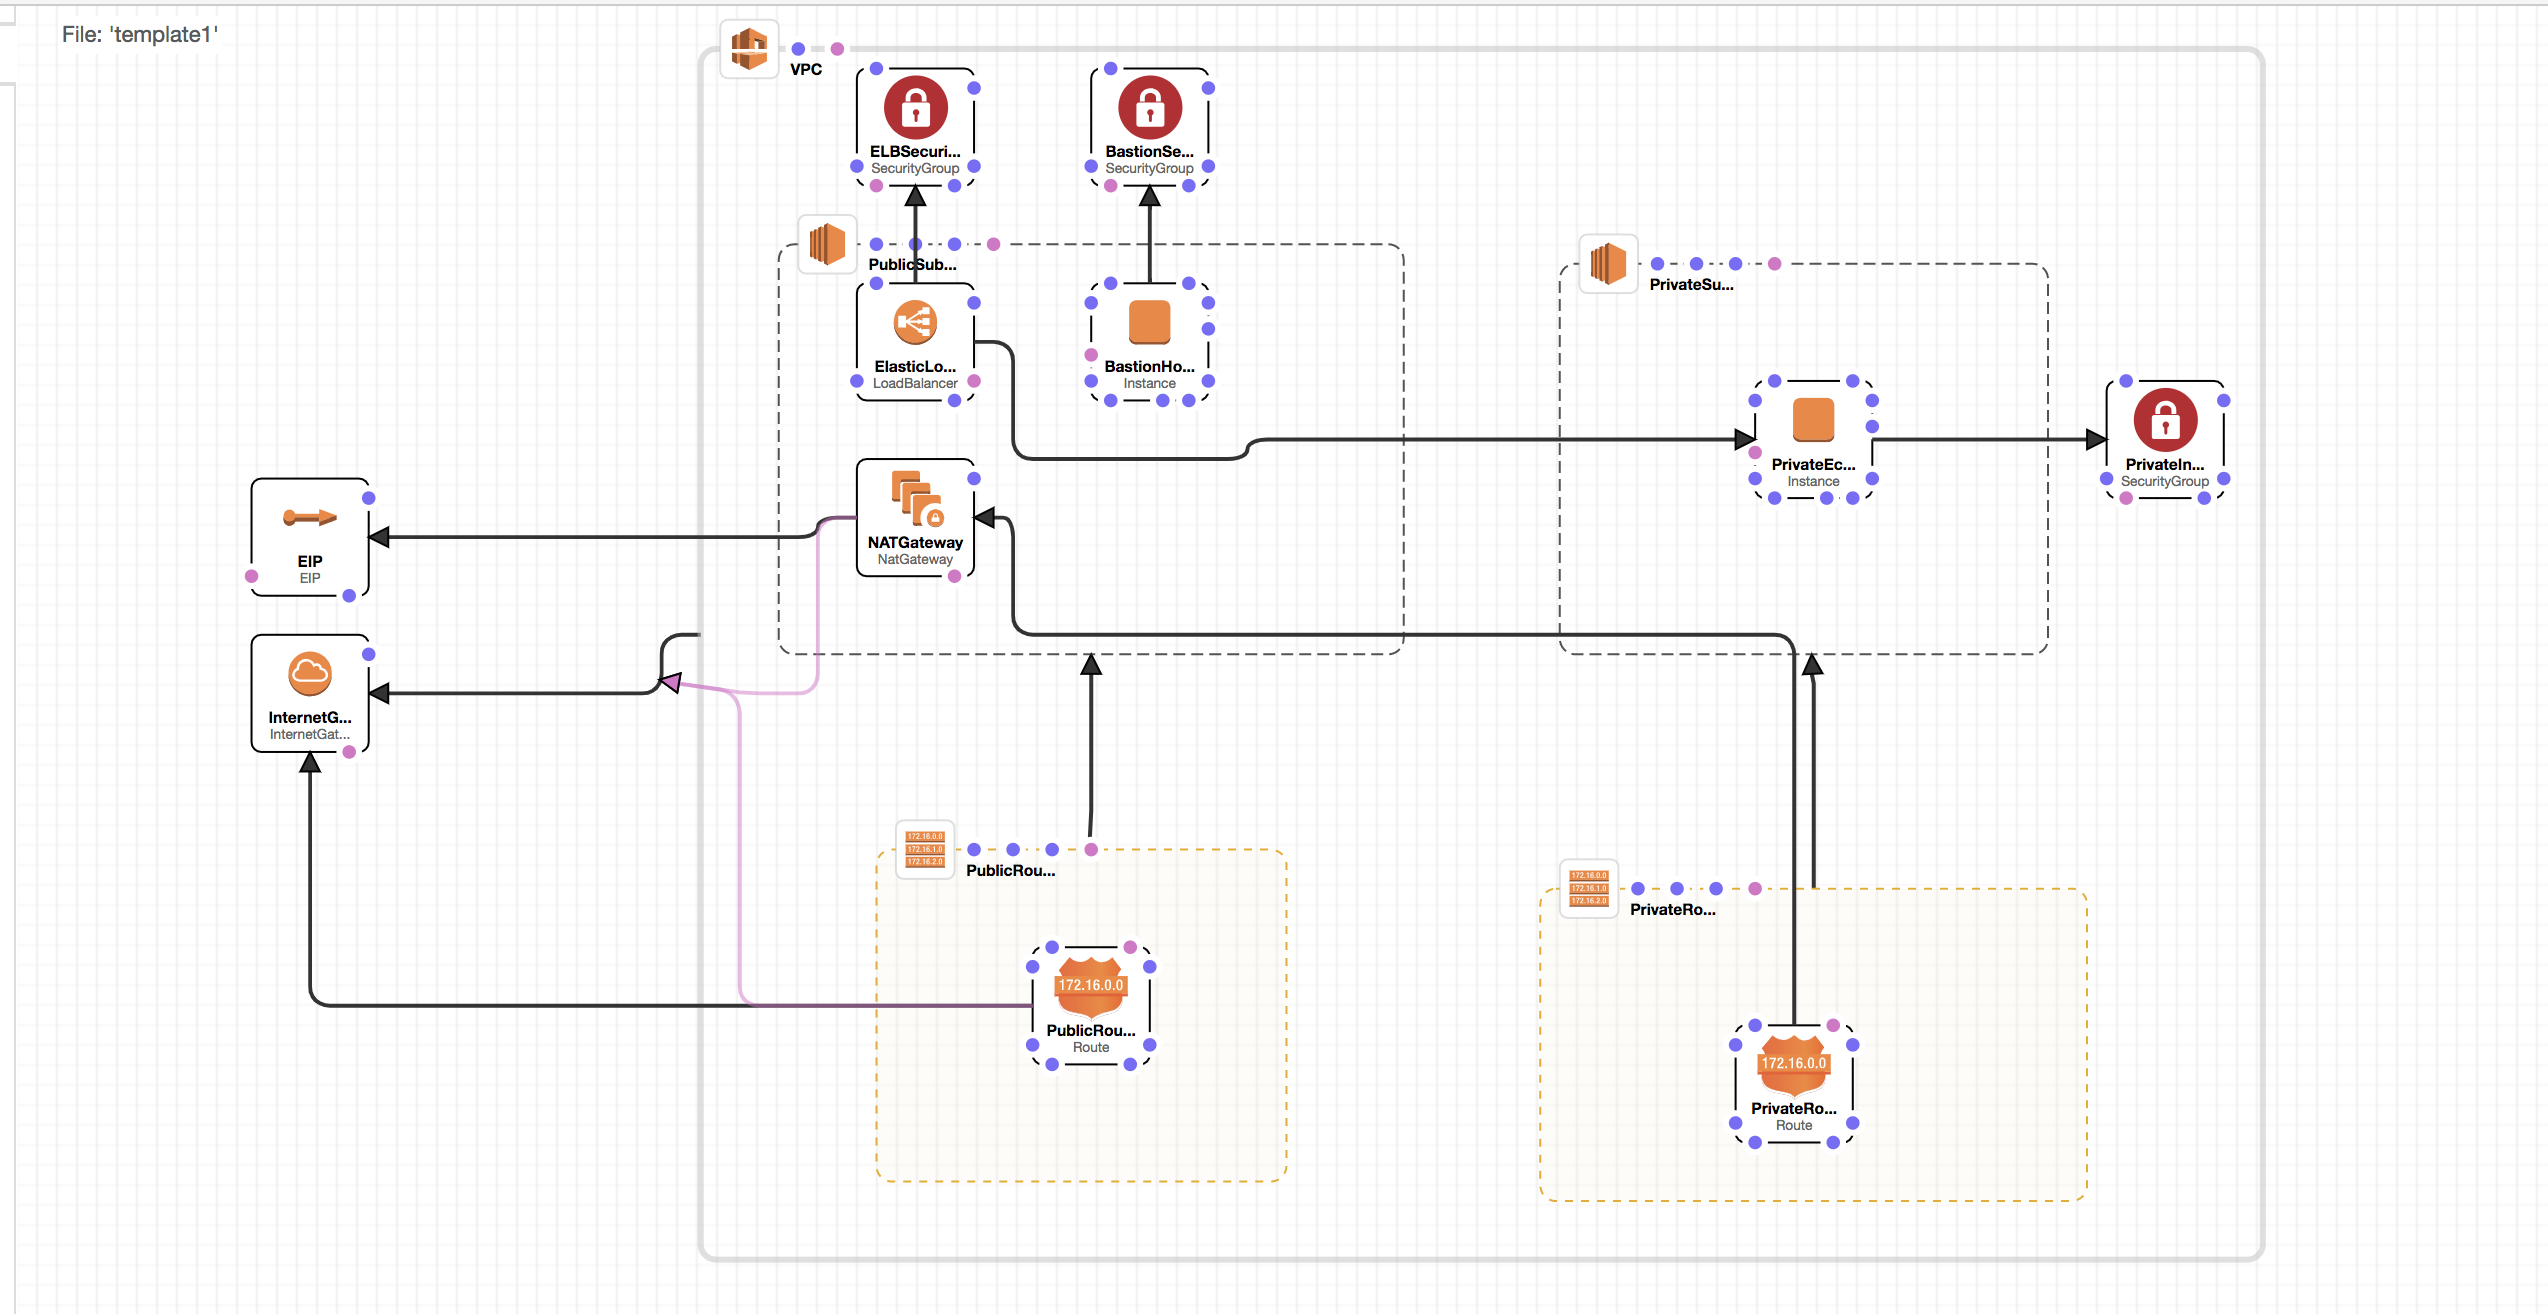 File: 'template1'
VPC
ELBSecuri...
SecurityGroup
BastionSe...
SecurityGroup
PublicSub...
PrivateSu...
ElasticLo...
LoadBalancer
BastionHo...
Instance
PrivateEc...
Instance
PrivateIn...
SecurityGroup
NATGateway
NatGateway
EIP
EIP
InternetG...
InternetGat...
172.16.0.0
172.16.1.0
172.16.2.0
PublicRou...
172.16.0.0
172.16.1.0
172.16.2.0
PrivateRo...
172.16.0.0
PublicRou...
Route
172.16.0.0
PrivateRo...
Route